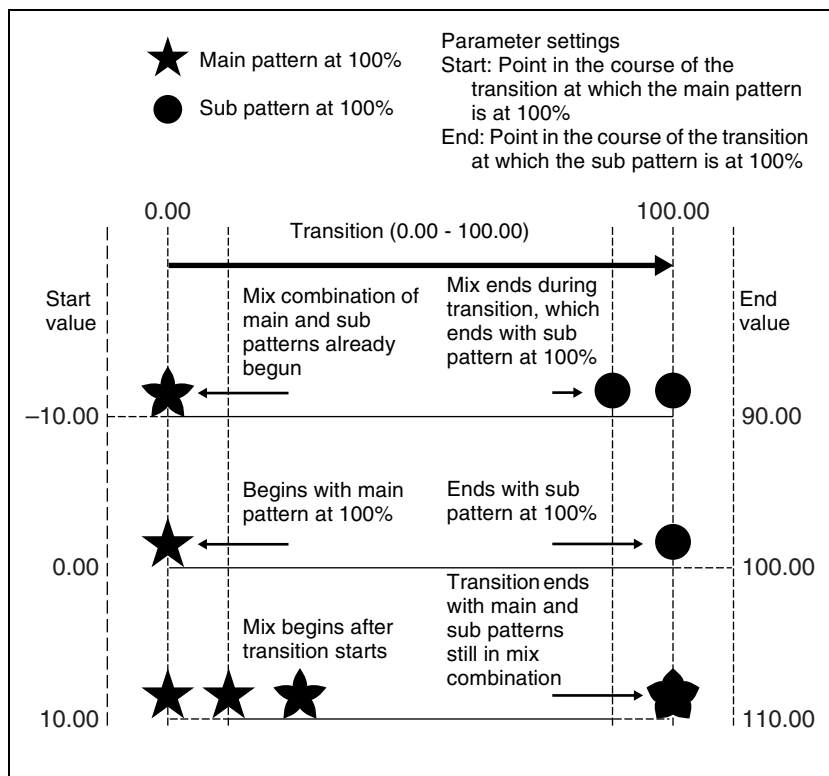 Main pattern at 100%
Sub pattern at 100%
Parameter settings
Start: Point in the course of the
transition at which the main pattern
is at 100%
End: Point in the course of the transition
at which the sub pattern is at 100%
0.00
100.00
Transition (0.00 - 100.00)
Start
value
Mix combination of
main and sub
patterns already
begun
Mix ends during
transition, which
ends with sub
pattern at 100%
End
value
–10.00
90.00
Begins with main
pattern at 100%
Ends with sub
pattern at 100%
0.00
100.00
Mix begins after
transition starts
Transition ends
with main and
sub patterns
still in mix
combination
10.00
110.00